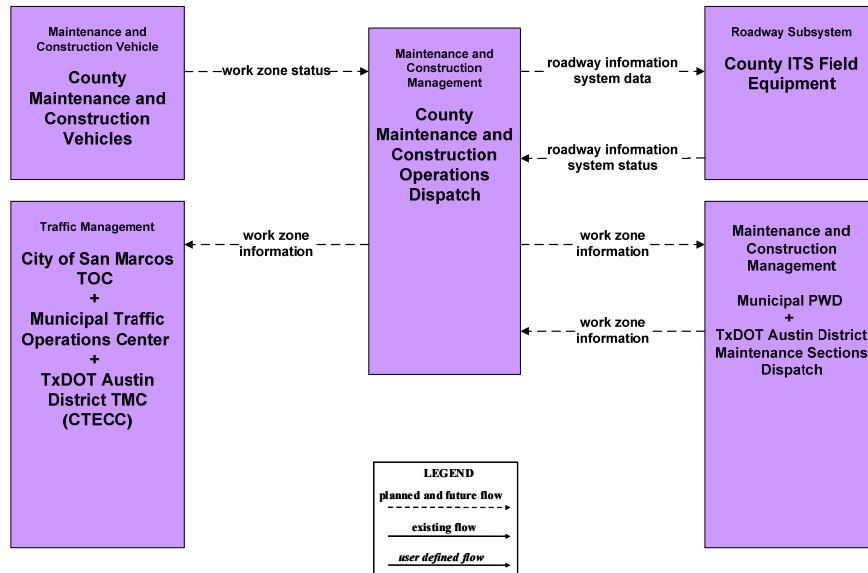 Maintenance and
Construction Vehicle
County
Maintenance and
Construction
Vehicles
work zone status
Maintenance and
Construction
Management
County
Maintenance and
Construction
Operations
Dispatch
roadway information
system data
Roadway Subsystem
County ITS Field
Equipment
roadway information
system status
Traffic Management
City of San Marcos
TOC
+
Municipal Traffic
Operations Center
+
TxDOT Austin
District TMC
(CTECC)
work zone
information
work zone
information
work zone
information
Maintenance and
Construction
Management
Municipal PWD
+
TxDOT Austin District
Maintenance Sections
Dispatch
LEGEND
planned and future flow
existing flow
user defined flow